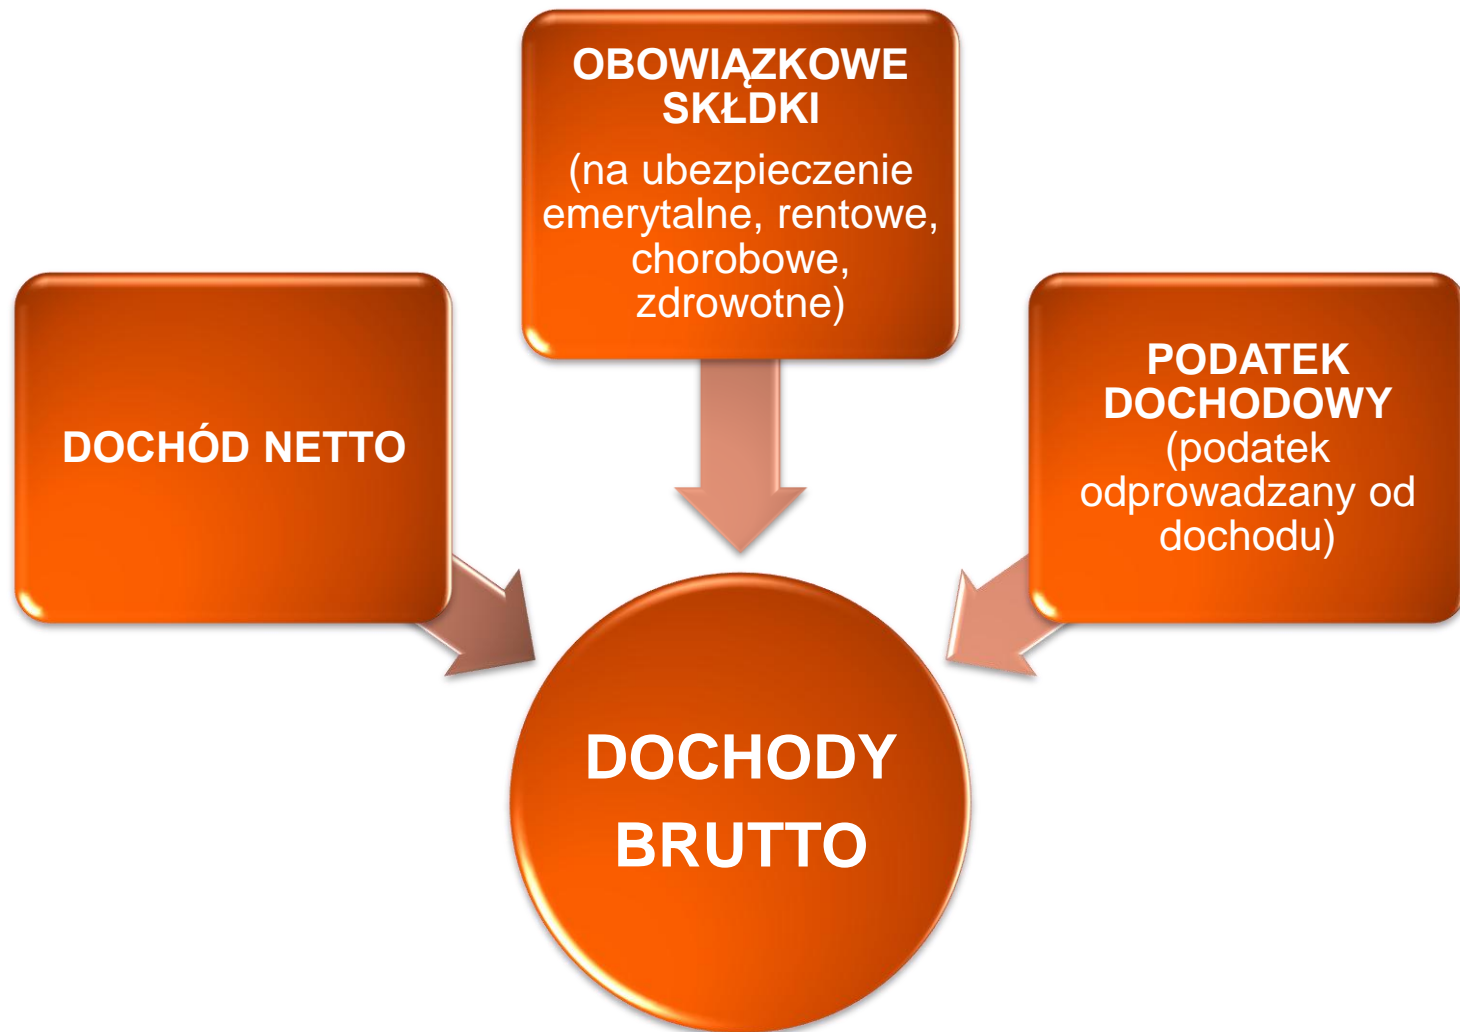 OBOWIĄZKOWE
SKŁDKI
(na ubezpieczenie
emerytalne, rentowe,
chorobowe,
zdrowotne)
DOCHÓD NETTO
PODATEK
DOCHODOWY
(podatek
odprowadzany od
dochodu)
DOCHODY
BRUTTO